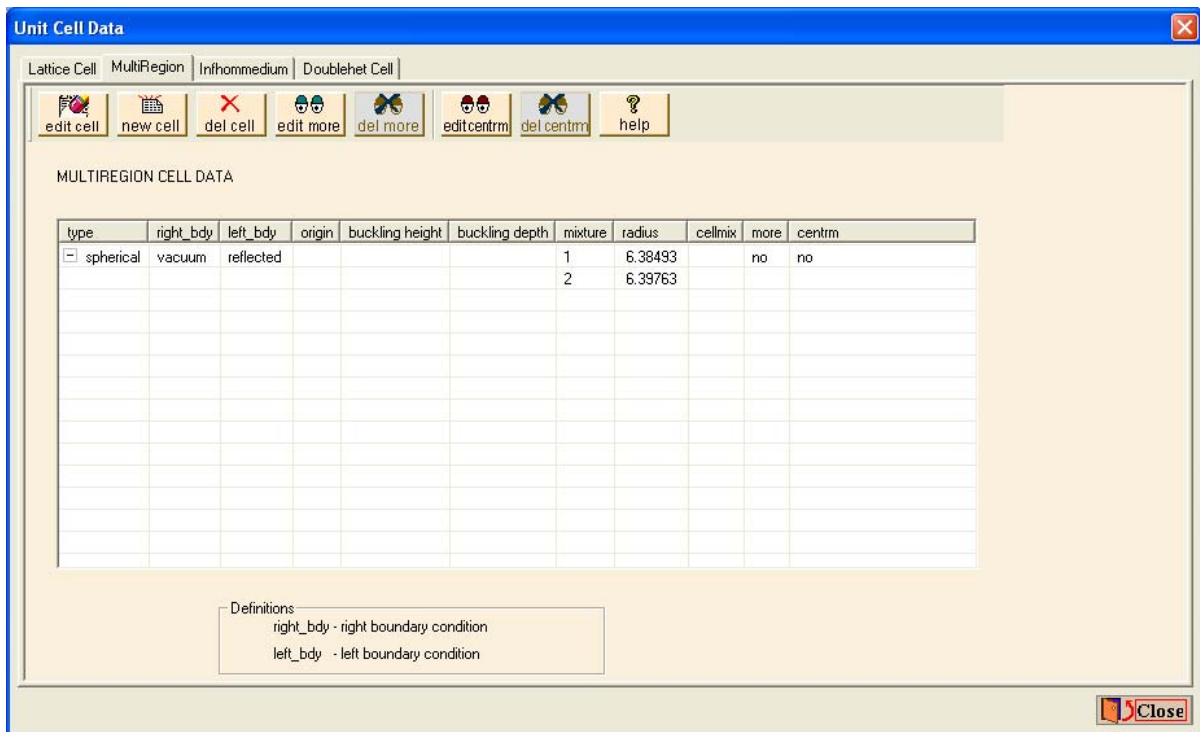 Unit Cell Data
Lattice Cell MultiRegion Infhommedium Doublehet Cell
edit cell new cell del cell edit more del more editcentrm del centrm help
MULTIREGION CELL DATA
type right_bdy left_bdy origin buckling height buckling depth mixture radius cellmix more centrm
spherical vacuum reflected 1 6.38493 no no
2 6.39763
Definitions
right_bdy - right boundary condition
left_bdy - left boundary condition
Close